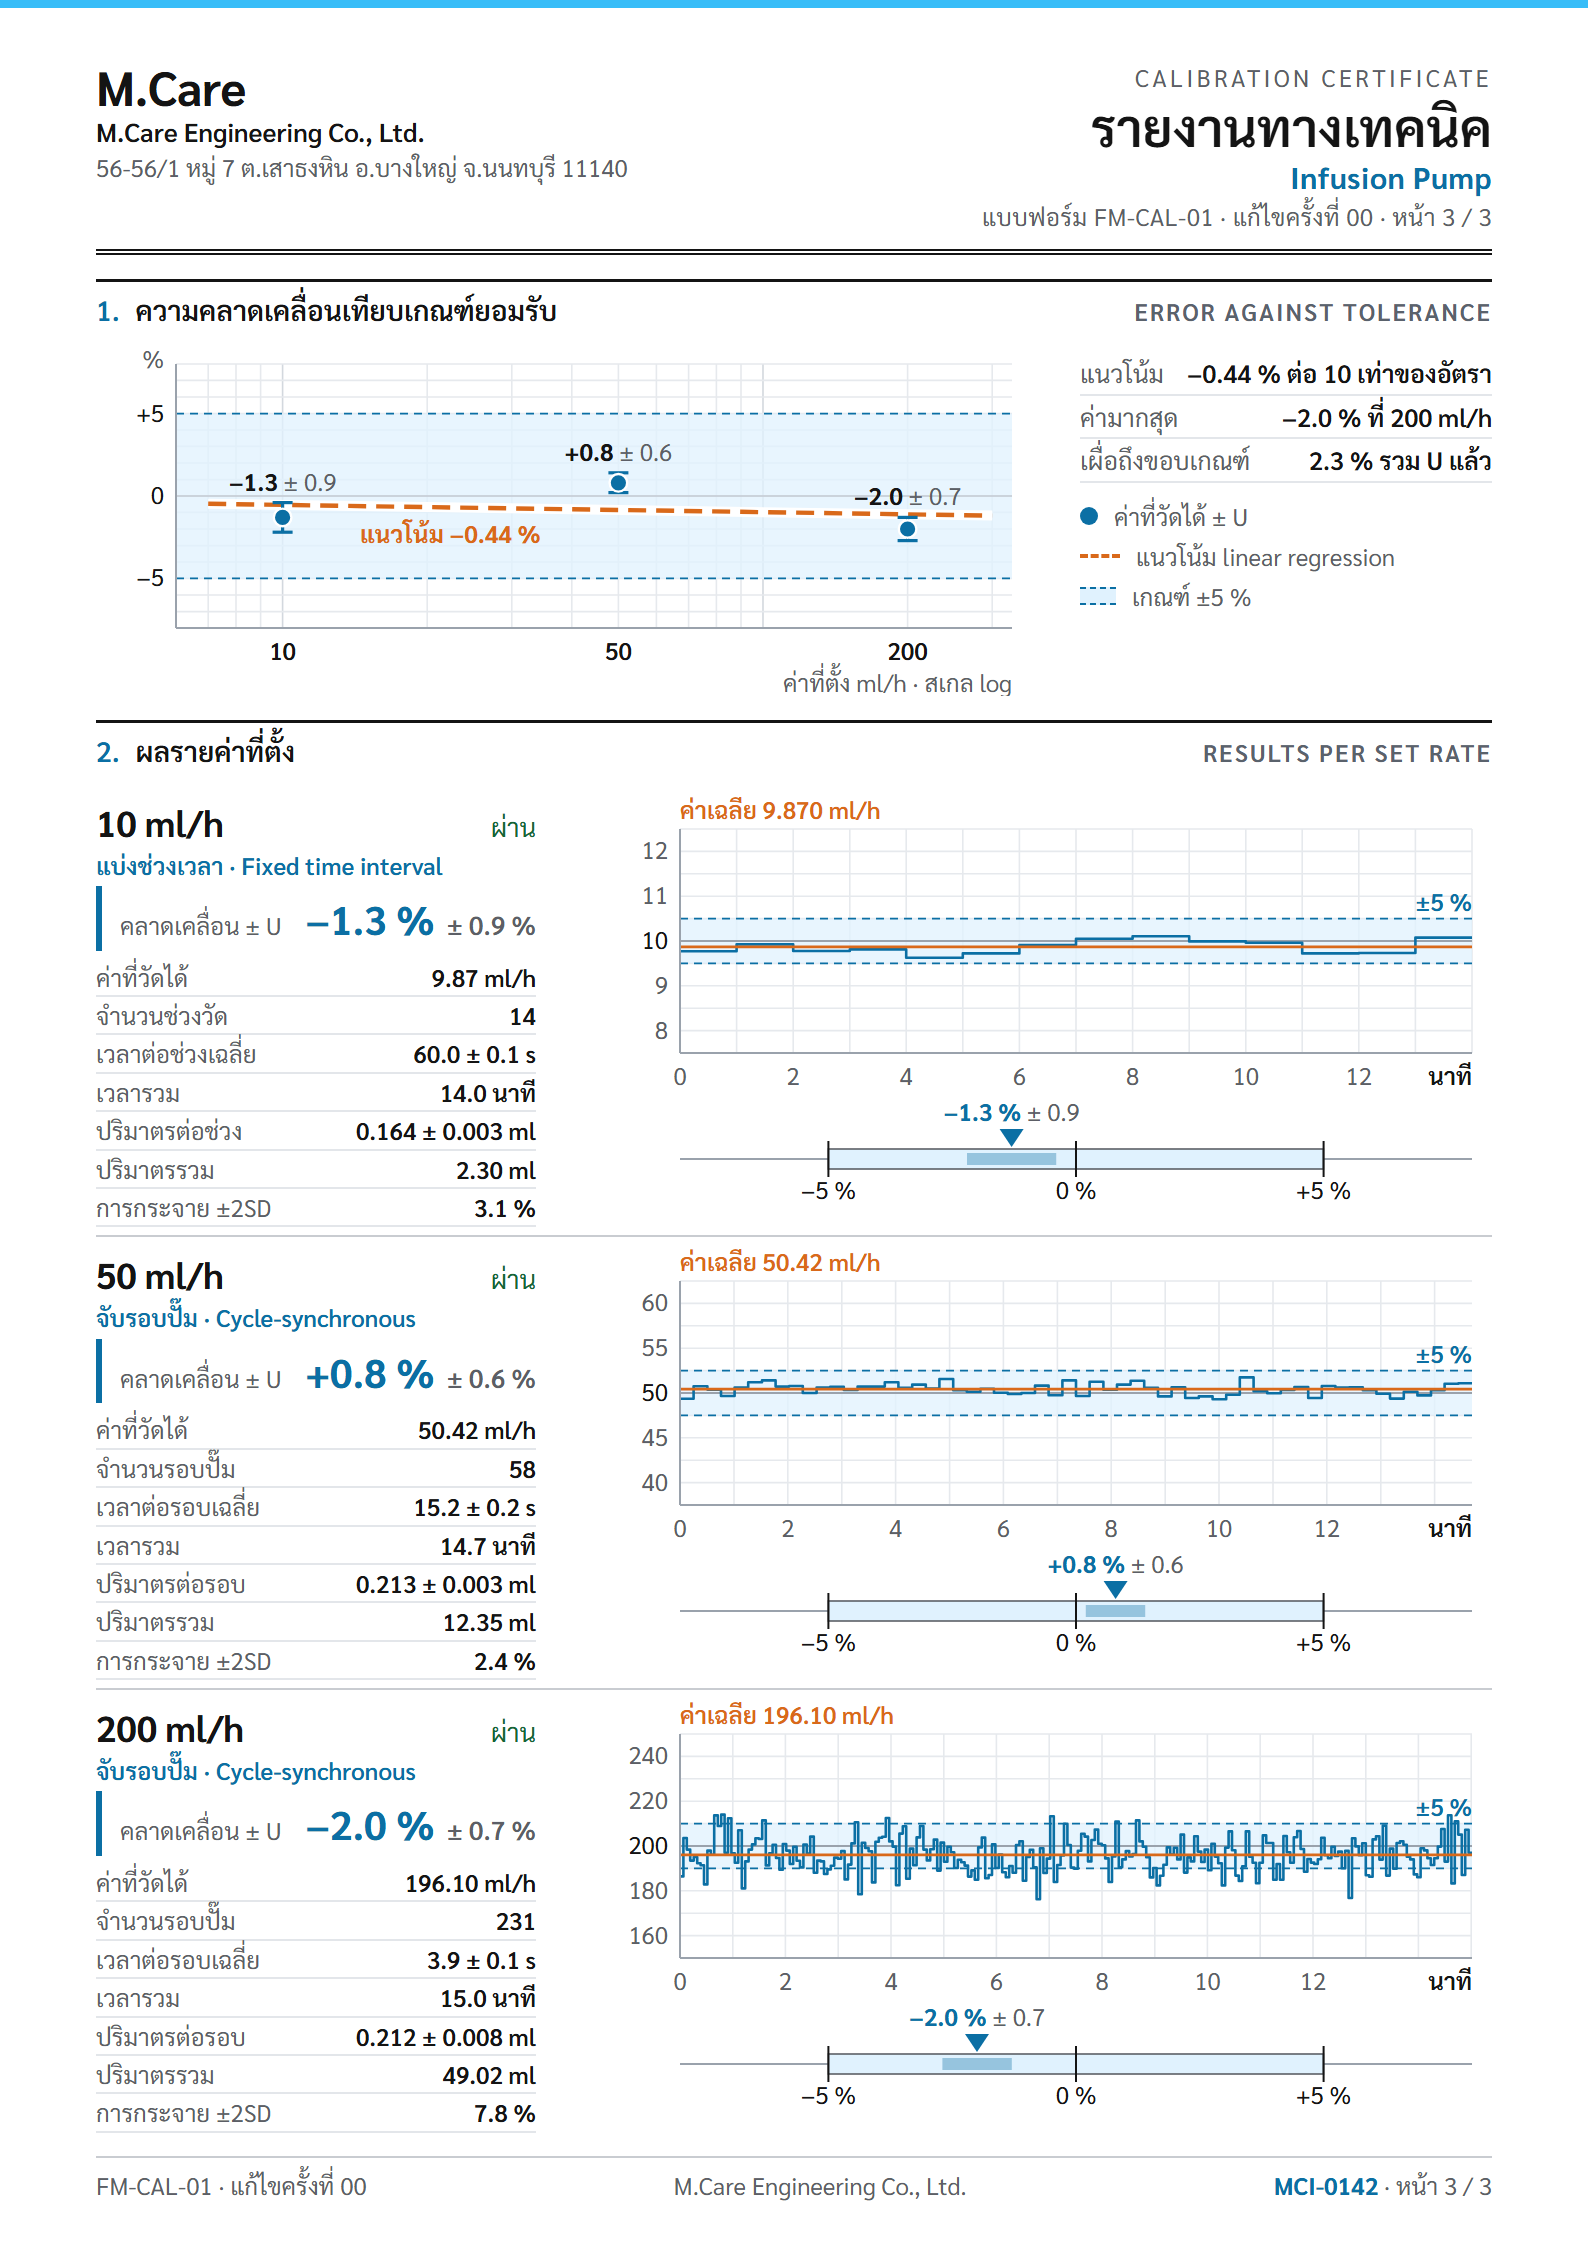 M.Care
M.Care Engineering Co., Ltd.
56-56/1 หมู่ 7 ต.เสาธงหิน อ.บางใหญ่ จ.นนทบุรี 11140
CALIBRATION CERTIFICATE
รายงานทางเทคนิค
Infusion Pump
แบบฟอร์ม FM-CAL-01 · แก้ไขครั้งที่ 00 · หน้า 3 / 3
1. ความคลาดเคลื่อนเทียบเกณฑ์ยอมรับ
ERROR AGAINST TOLERANCE
%
+5
0
−5
−1.3 ± 0.9
+0.8 ± 0.6
−2.0 ± 0.7
แนวโน้ม −0.44 %
10 50 200
ค่าที่ตั้ง ml/h · สเกล log
แนวโน้ม −0.44 % ต่อ 10 เท่าของอัตรา
ค่ามากสุด −2.0 % ที่ 200 ml/h
เผื่อถึงขอบเกณฑ์ 2.3 % รวม U แล้ว
ค่าที่วัดได้ ± U
แนวโน้ม linear regression
เกณฑ์ ±5 %
2. ผลรายค่าที่ตั้ง
RESULTS PER SET RATE
10 ml/h ผ่าน
แบ่งช่วงเวลา · Fixed time interval
คลาดเคลื่อน ± U −1.3 % ± 0.9 %
ค่าที่วัดได้ 9.87 ml/h
จำนวนช่วงวัด 14
เวลาต่อช่วงเฉลี่ย 60.0 ± 0.1 s
เวลารวม 14.0 นาที
ปริมาตรต่อช่วง 0.164 ± 0.003 ml
ปริมาตรรวม 2.30 ml
การกระจาย ±2SD 3.1 %
ค่าเฉลี่ย 9.870 ml/h
12
11
10
9
8
±5 %
0 2 4 6 8 10 12 นาที
−1.3 % ± 0.9
−5 % 0 % +5 %
50 ml/h ผ่าน
จับรอบปั๊ม · Cycle-synchronous
คลาดเคลื่อน ± U +0.8 % ± 0.6 %
ค่าที่วัดได้ 50.42 ml/h
จำนวนรอบปั๊ม 58
เวลาต่อรอบเฉลี่ย 15.2 ± 0.2 s
เวลารวม 14.7 นาที
ปริมาตรต่อรอบ 0.213 ± 0.003 ml
ปริมาตรรวม 12.35 ml
การกระจาย ±2SD 2.4 %
ค่าเฉลี่ย 50.42 ml/h
60
55
50
45
40
±5 %
0 2 4 6 8 10 12 นาที
+0.8 % ± 0.6
−5 % 0 % +5 %
200 ml/h ผ่าน
จับรอบปั๊ม · Cycle-synchronous
คลาดเคลื่อน ± U −2.0 % ± 0.7 %
ค่าที่วัดได้ 196.10 ml/h
จำนวนรอบปั๊ม 231
เวลาต่อรอบเฉลี่ย 3.9 ± 0.1 s
เวลารวม 15.0 นาที
ปริมาตรต่อรอบ 0.212 ± 0.008 ml
ปริมาตรรวม 49.02 ml
การกระจาย ±2SD 7.8 %
ค่าเฉลี่ย 196.10 ml/h
240
220
200
180
160
±5 %
0 2 4 6 8 10 12 นาที
−2.0 % ± 0.7
−5 % 0 % +5 %
FM-CAL-01 · แก้ไขครั้งที่ 00
M.Care Engineering Co., Ltd.
MCI-0142 · หน้า 3 / 3